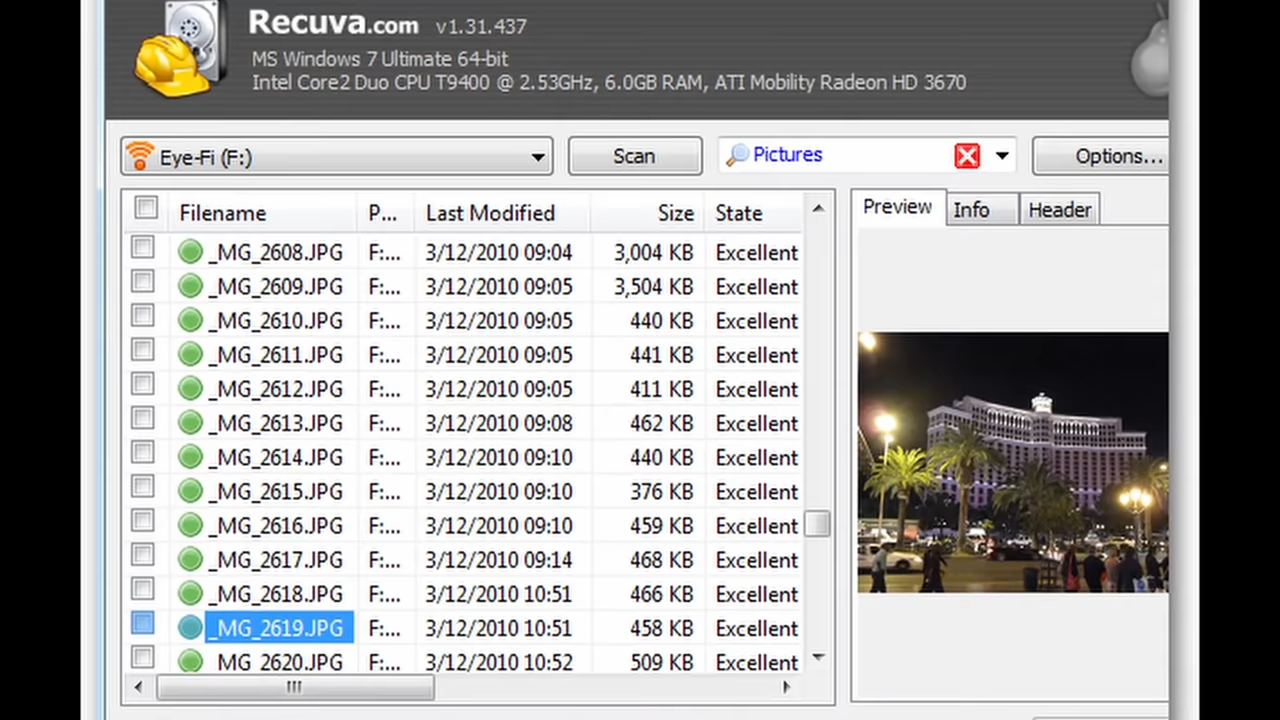 Recuva.com v1.31.437
MS Windows 7 Ultimate 64-bit
Intel Core2 Duo CPU T9400 @ 2.53GHz, 6.0GB RAM, ATI Mobility Radeon HD 3670
Eye-Fi (F:) Scan Pictures Options...
Filename P... Last Modified Size State
Preview Info Header
_MG_2608.JPG F:... 3/12/2010 09:04 3,004 KB Excellent
_MG_2609.JPG F:... 3/12/2010 09:05 3,504 KB Excellent
_MG_2610.JPG F:... 3/12/2010 09:05 440 KB Excellent
_MG_2611.JPG F:... 3/12/2010 09:05 441 KB Excellent
_MG_2612.JPG F:... 3/12/2010 09:05 411 KB Excellent
_MG_2613.JPG F:... 3/12/2010 09:08 462 KB Excellent
_MG_2614.JPG F:... 3/12/2010 09:10 440 KB Excellent
_MG_2615.JPG F:... 3/12/2010 09:10 376 KB Excellent
_MG_2616.JPG F:... 3/12/2010 09:10 459 KB Excellent
_MG_2617.JPG F:... 3/12/2010 09:14 468 KB Excellent
_MG_2618.JPG F:... 3/12/2010 10:51 466 KB Excellent
_MG_2619.JPG F:... 3/12/2010 10:51 458 KB Excellent
_MG_2620.JPG F:... 3/12/2010 10:52 509 KB Excellent